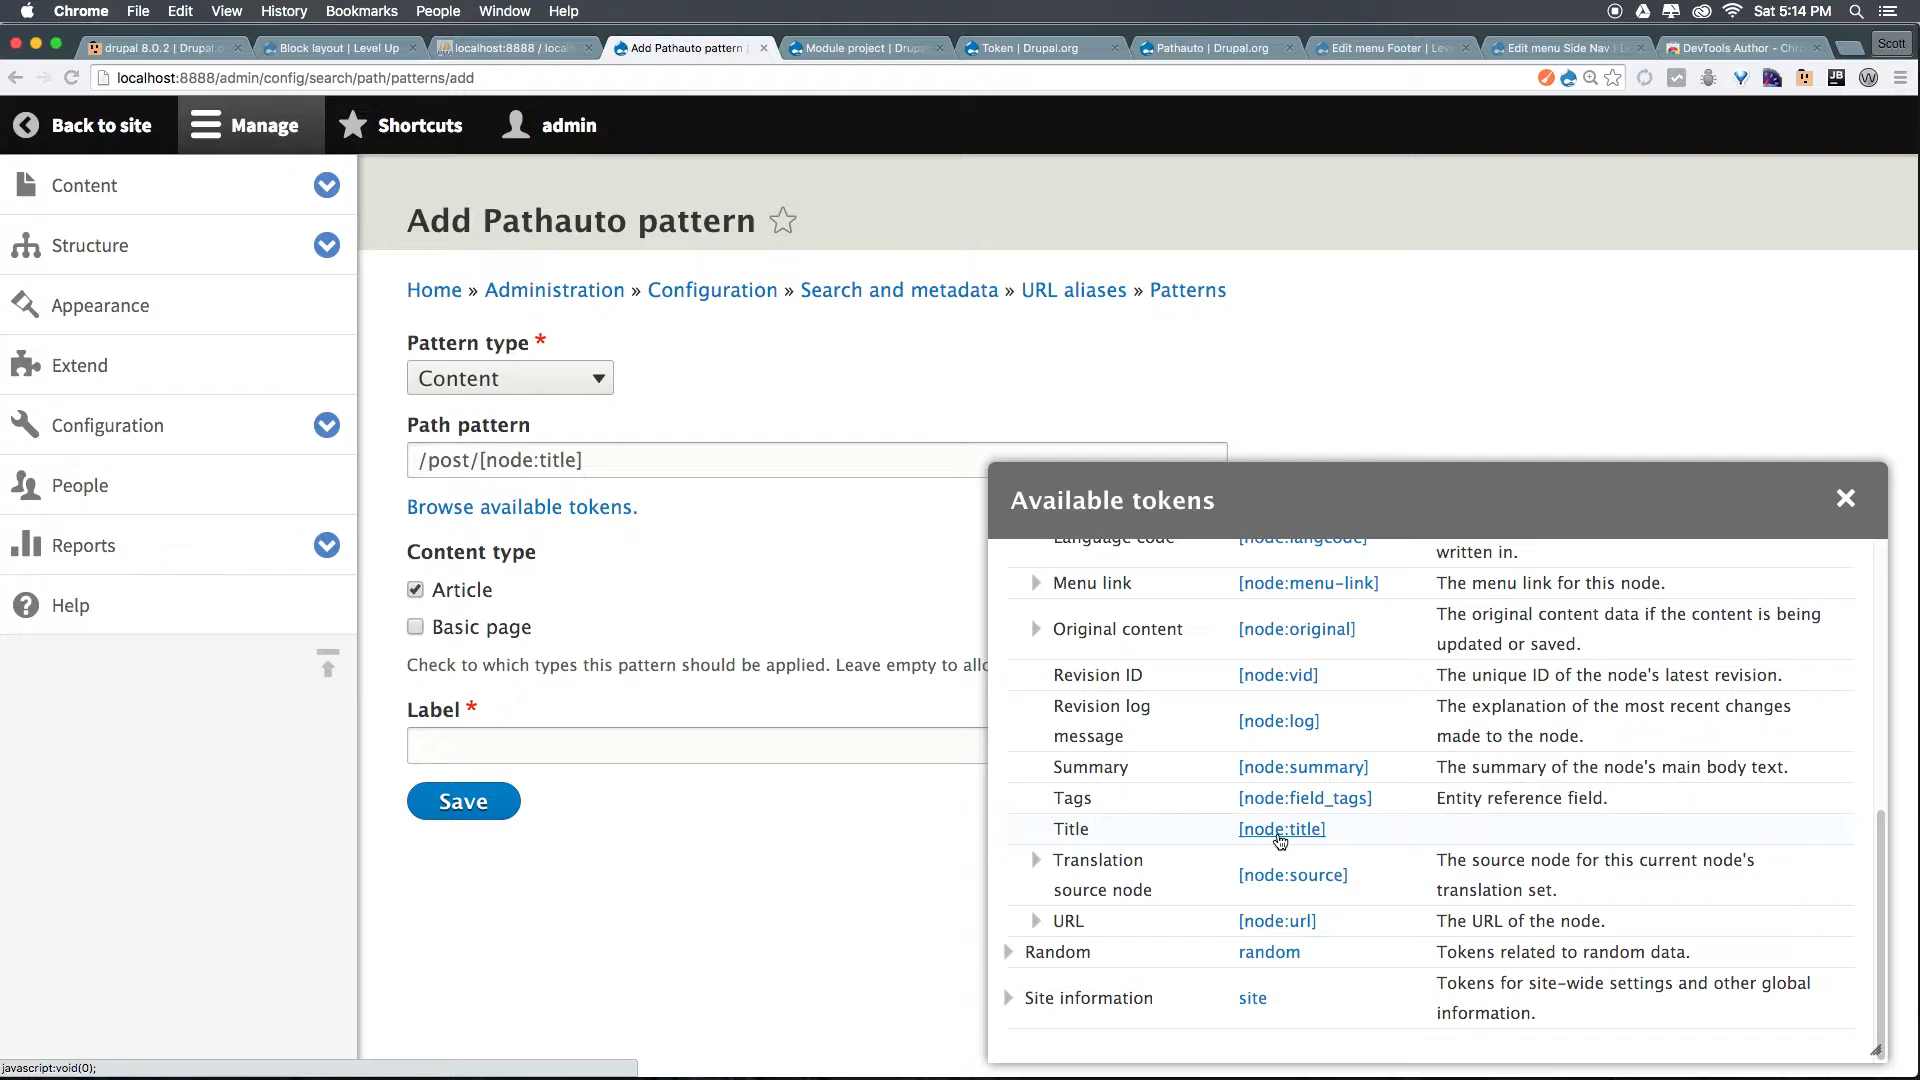 Chrome File Edit View History Bookmarks People Window Help Sat 5:14 PM
drupal 8.0.2 | Drupal.o Block layout | Level Up localhost:8888 / local Add Pathauto pattern | Module project | Drupa Token | Drupal.org Pathauto | Drupal.org Edit menu Footer | Lev Edit menu Side Nav | L DevTools Author - Chr Scott
localhost:8888/admin/config/search/path/patterns/add
Back to site Manage Shortcuts admin
Content
Structure
Appearance
Extend
Configuration
People
Reports
Help
Add Pathauto pattern
Home » Administration » Configuration » Search and metadata » URL aliases » Patterns
Pattern type *
Content
Path pattern
/post/[node:title]
Browse available tokens.
Content type
Article
Basic page
Check to which types this pattern should be applied. Leave empty to allo
Label *
Save
Available tokens
Language code [node:langcode] written in.
Menu link [node:menu-link] The menu link for this node.
Original content [node:original] The original content data if the content is being
updated or saved.
Revision ID [node:vid] The unique ID of the node's latest revision.
Revision log
message [node:log] The explanation of the most recent changes
made to the node.
Summary [node:summary] The summary of the node's main body text.
Tags [node:field_tags] Entity reference field.
Title [node:title]
Translation
source node [node:source] The source node for this current node's
translation set.
URL [node:url] The URL of the node.
Random random Tokens related to random data.
Site information site Tokens for site-wide settings and other global
information.
javascript:void(0);